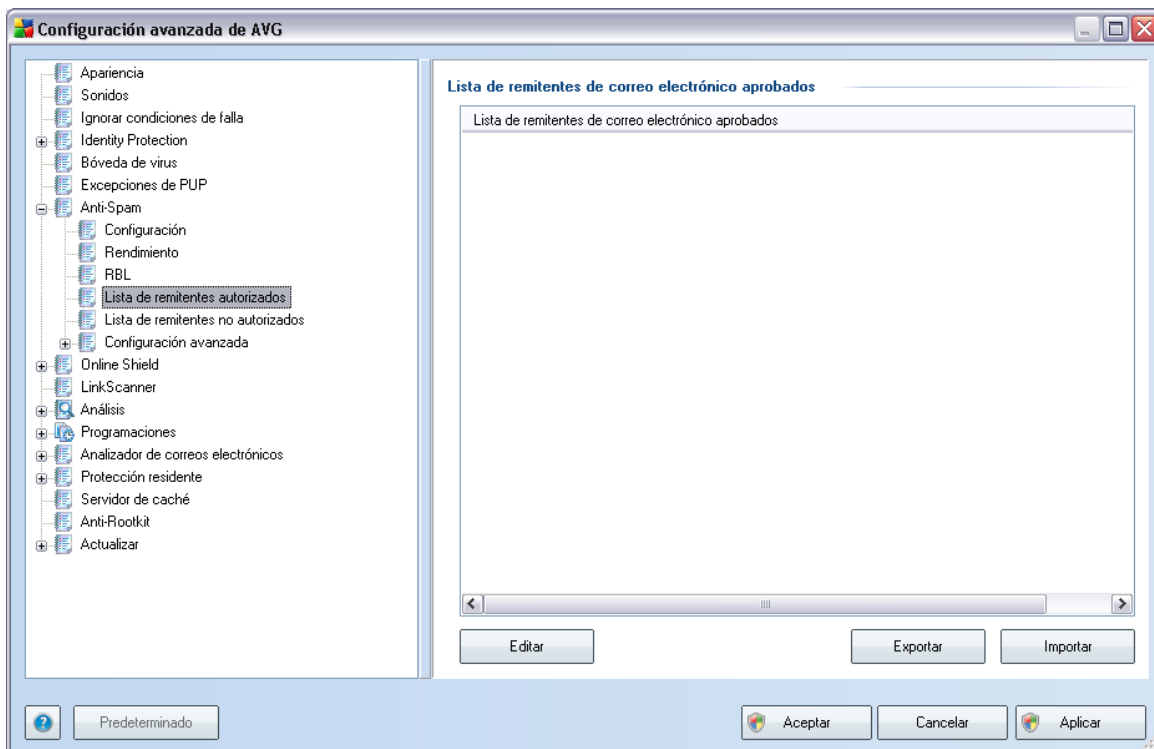 Configuración avanzada de AVG
Apariencia
Sonidos
Ignorar condiciones de falla
Identity Protection
Bóveda de virus
Excepciones de PUP
Anti-Spam
Configuración
Rendimiento
RBL
Lista de remitentes autorizados
Lista de remitentes no autorizados
Configuración avanzada
Online Shield
LinkScanner
Análisis
Programaciones
Analizador de correos electrónicos
Protección residente
Servidor de caché
Anti-Rootkit
Actualizar
Lista de remitentes de correo electrónico aprobados
Lista de remitentes de correo electrónico aprobados
Editar
Exportar
Importar
?
Predeterminado
Aceptar
Cancelar
Aplicar